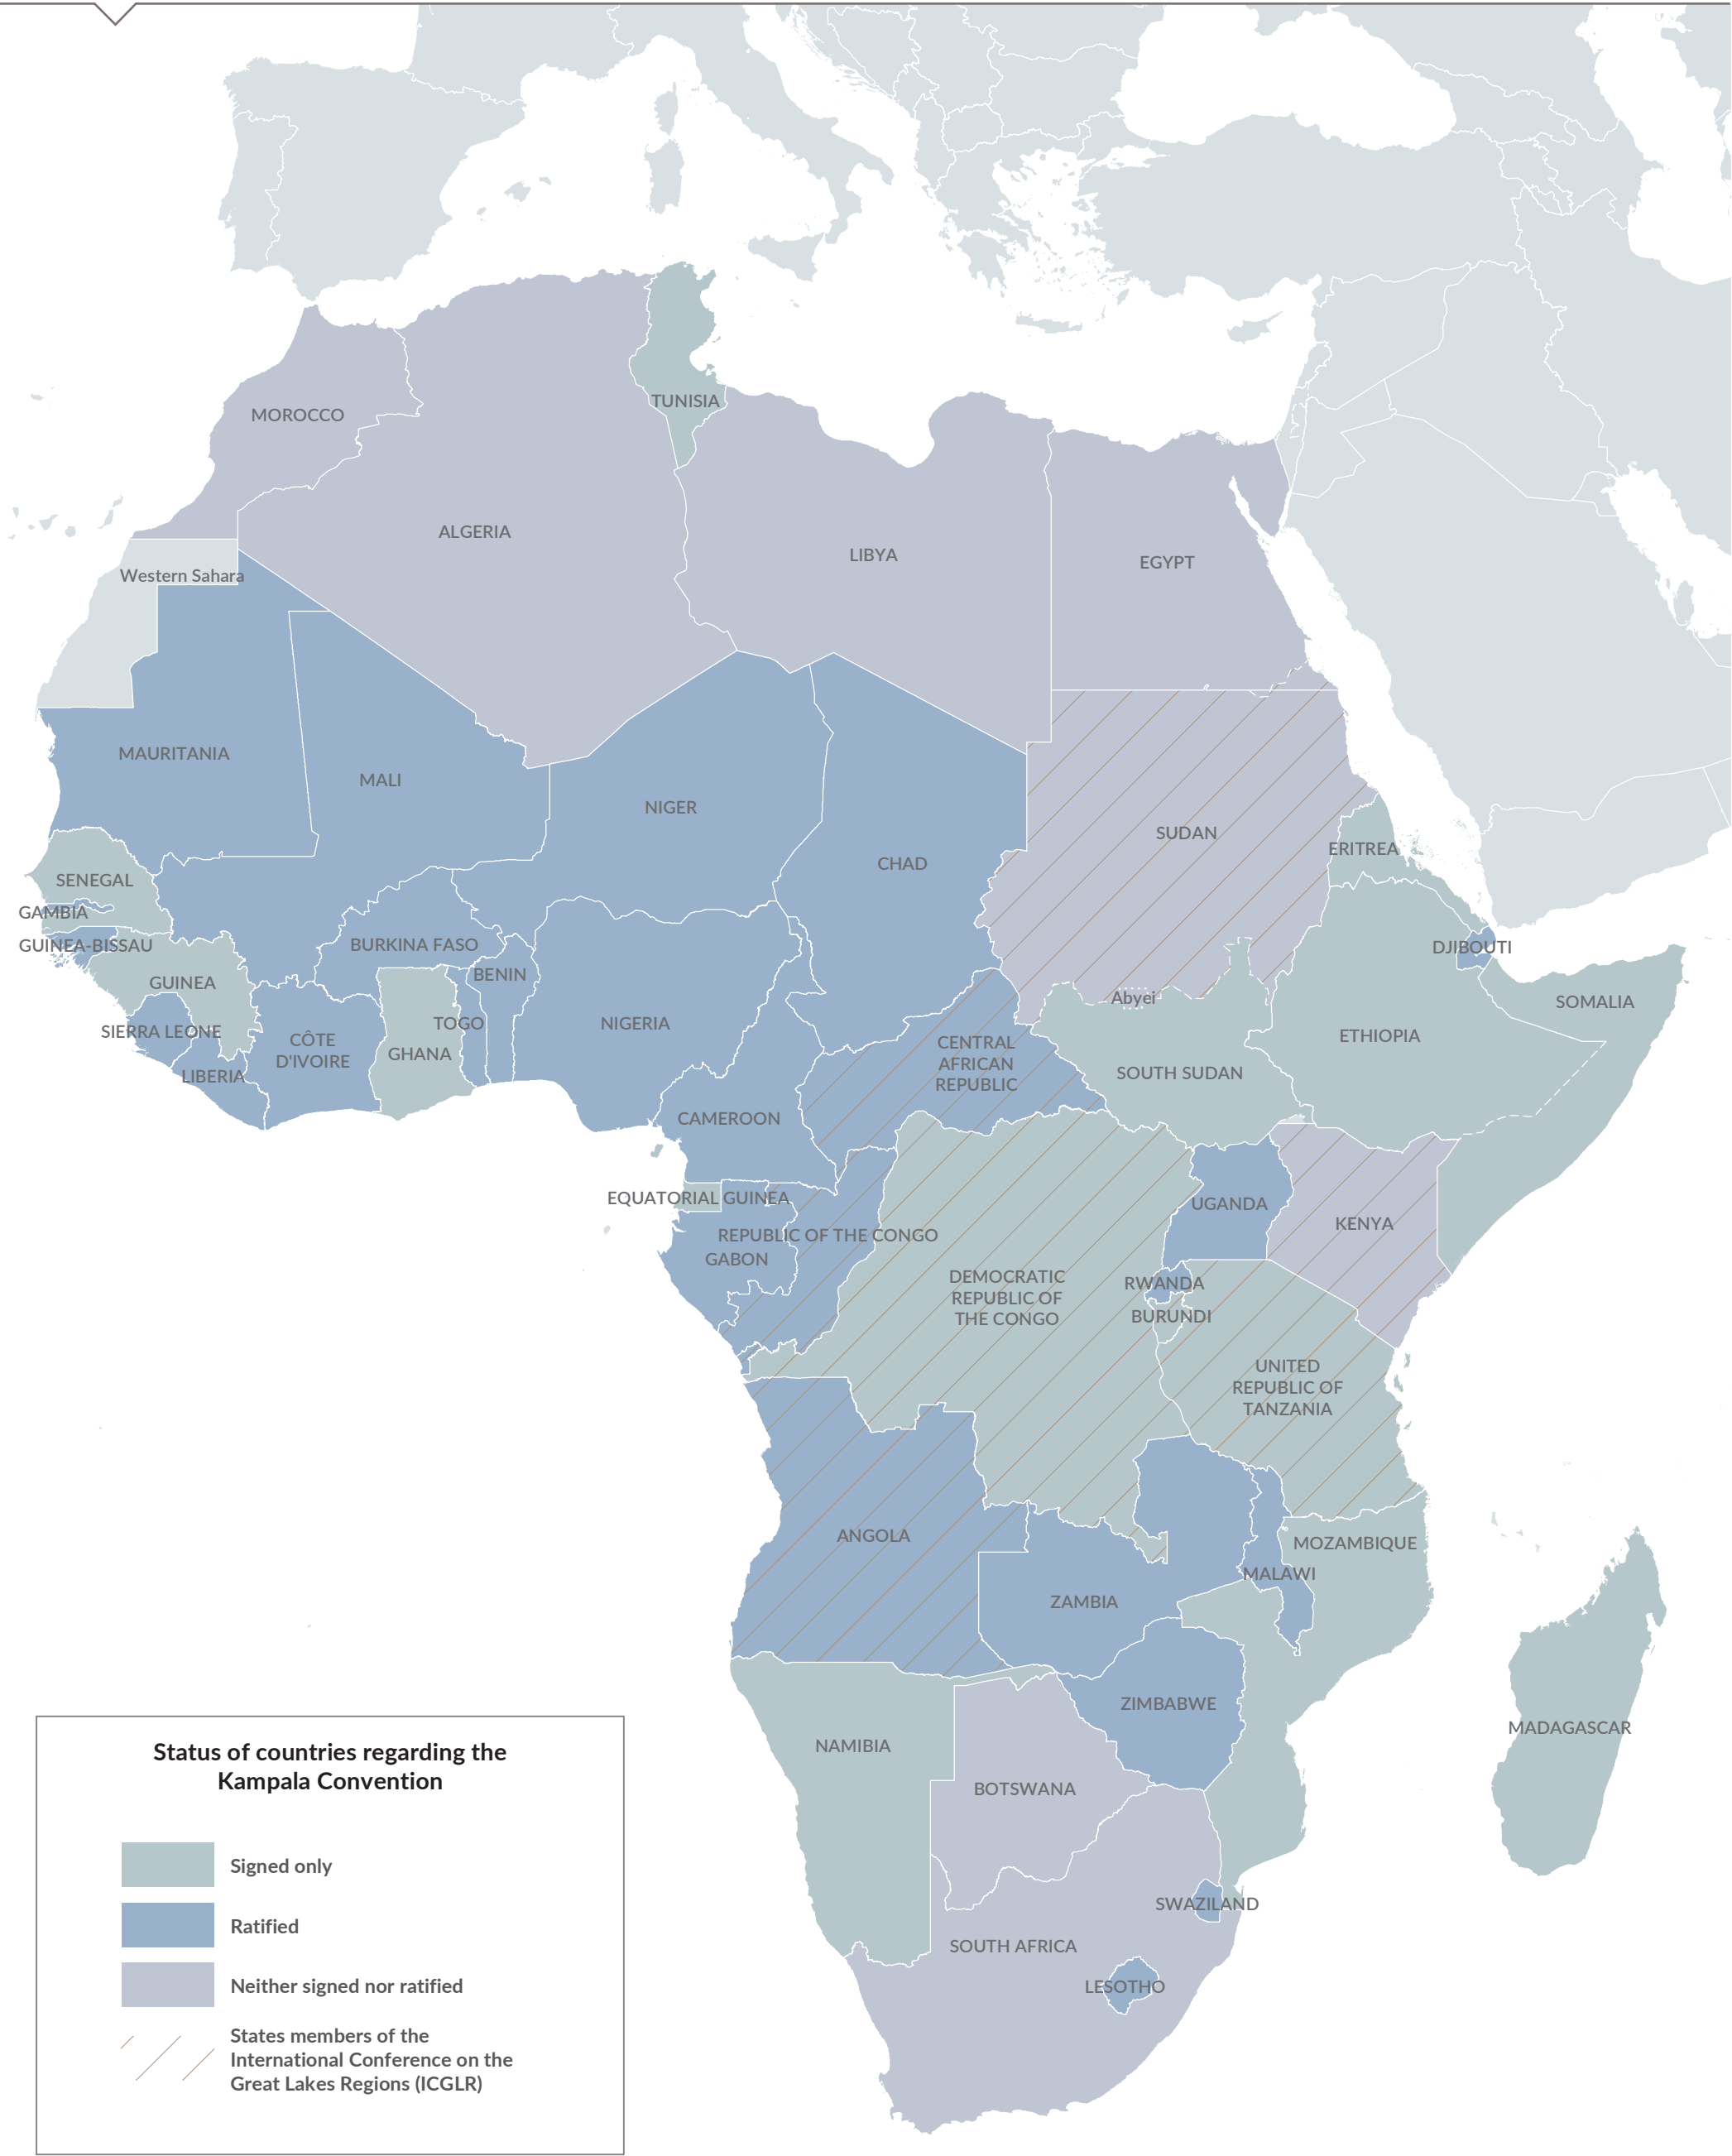 MOROCCO
TUNISIA
ALGERIA
LIBYA
EGYPT
Western Sahara
MAURITANIA
MALI
NIGER
CHAD
SUDAN
ERITREA
SENEGAL
GAMBIA
GUINEA-BISSAU
GUINEA
BURKINA FASO
BENIN
DJIBOUTI
SOMALIA
SIERRA LEONE
LIBERIA
CÔTE
D'IVOIRE
GHANA
TOGO
NIGERIA
Abyei
ETHIOPIA
CENTRAL
AFRICAN
REPUBLIC
SOUTH SUDAN
CAMEROON
EQUATORIAL GUINEA
REPUBLIC OF THE CONGO
GABON
UGANDA
KENYA
DEMOCRATIC
REPUBLIC OF
THE CONGO
RWANDA
BURUNDI
UNITED
REPUBLIC OF
TANZANIA
ANGOLA
MOZAMBIQUE
MALAWI
ZAMBIA
ZIMBABWE
MADAGASCAR
NAMIBIA
BOTSWANA
SWAZILAND
SOUTH AFRICA
LESOTHO
Status of countries regarding the
Kampala Convention
Signed only
Ratified
Neither signed nor ratified
States members of the
International Conference on the
Great Lakes Regions (ICGLR)